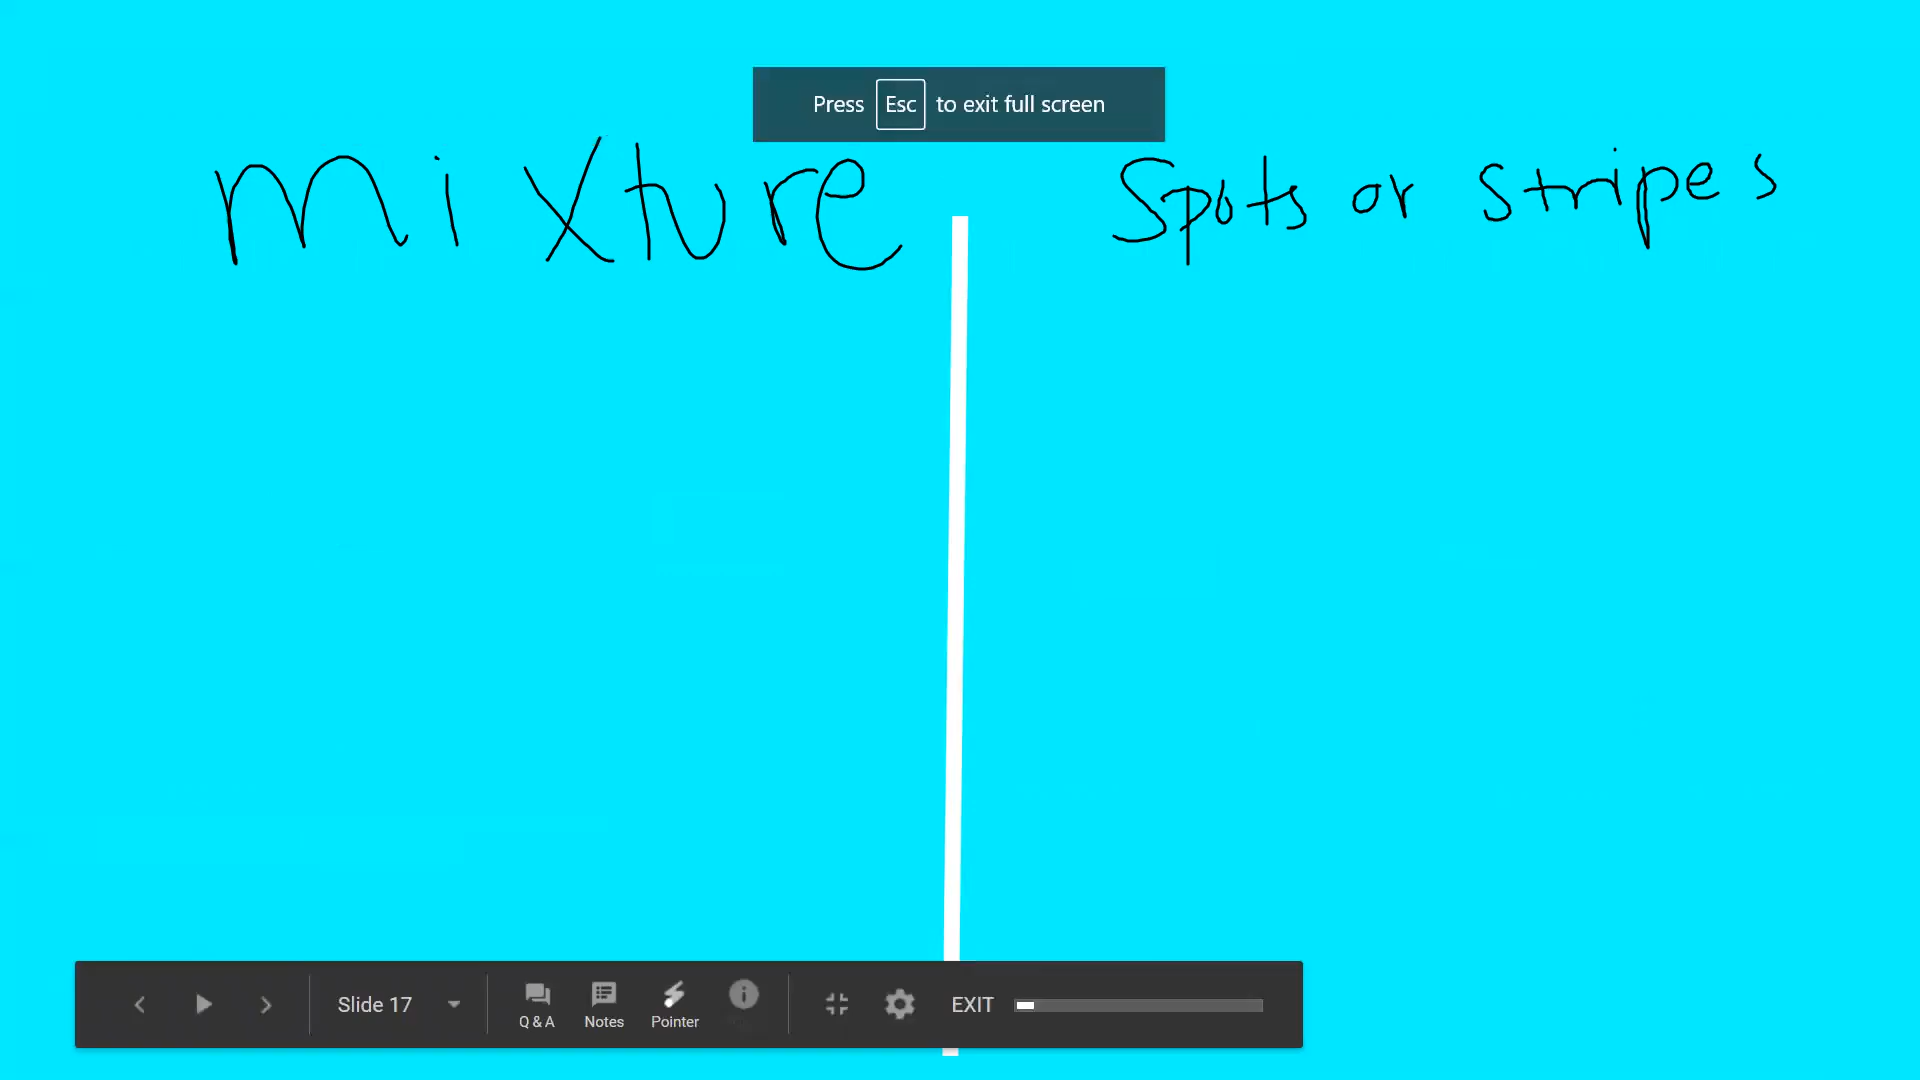 Press Esc to exit full screen
mixture
Spots or stripes
Slide 17
Q & A
Notes
Pointer
EXIT